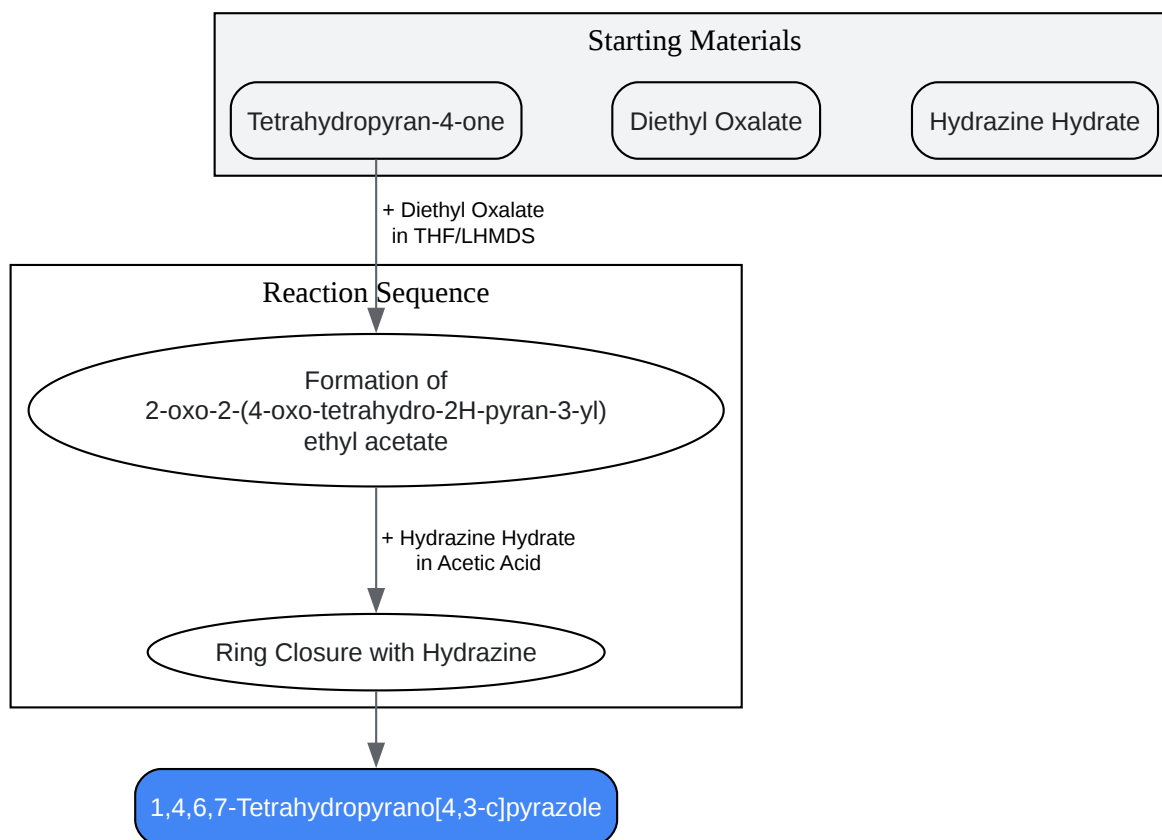 Starting Materials
Tetrahydropyran-4-one
Diethyl Oxalate
Hydrazine Hydrate
+ Diethyl Oxalate
in THF/LHMDS
Reaction Sequence
Formation of
2-oxo-2-(4-oxo-tetrahydro-2H-pyran-3-yl)
ethyl acetate
+ Hydrazine Hydrate
in Acetic Acid
Ring Closure with Hydrazine
1,4,6,7-Tetrahydropyrano[4,3-c]pyrazole